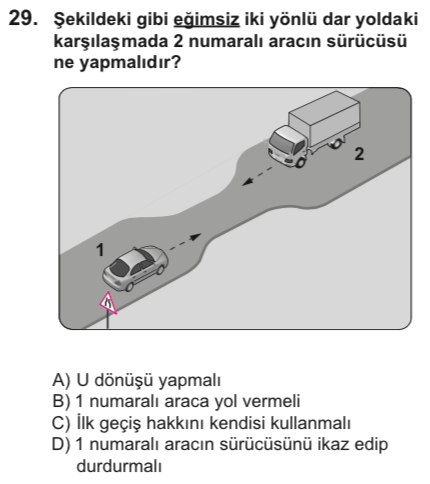 29. Şekildeki gibi eğimsiz iki yönlü dar yoldaki
karşılaşmada 2 numaralı aracın sürücüsü
ne yapmalıdır?
2
1
A) U dönüşü yapmalı
B) 1 numaralı araca yol vermeli
C) İlk geçiş hakkını kendisi kullanmalı
D) 1 numaralı aracın sürücüsünü ikaz edip
durdurmalı